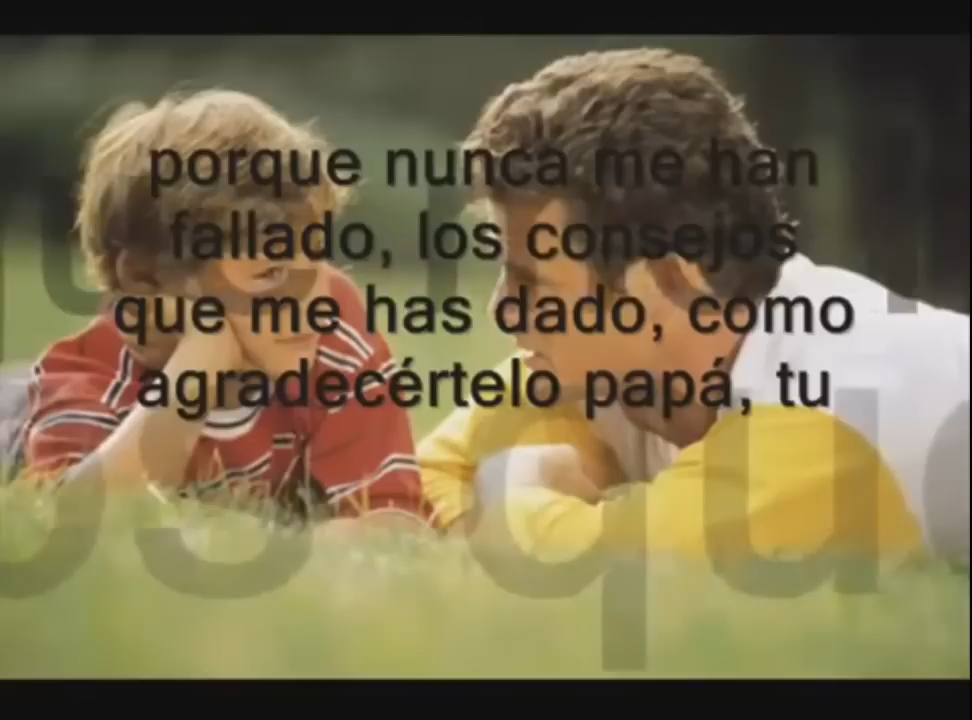 porque nunca me han
fallado, los consejos
que me has dado, como
agradecértelo papá, tu